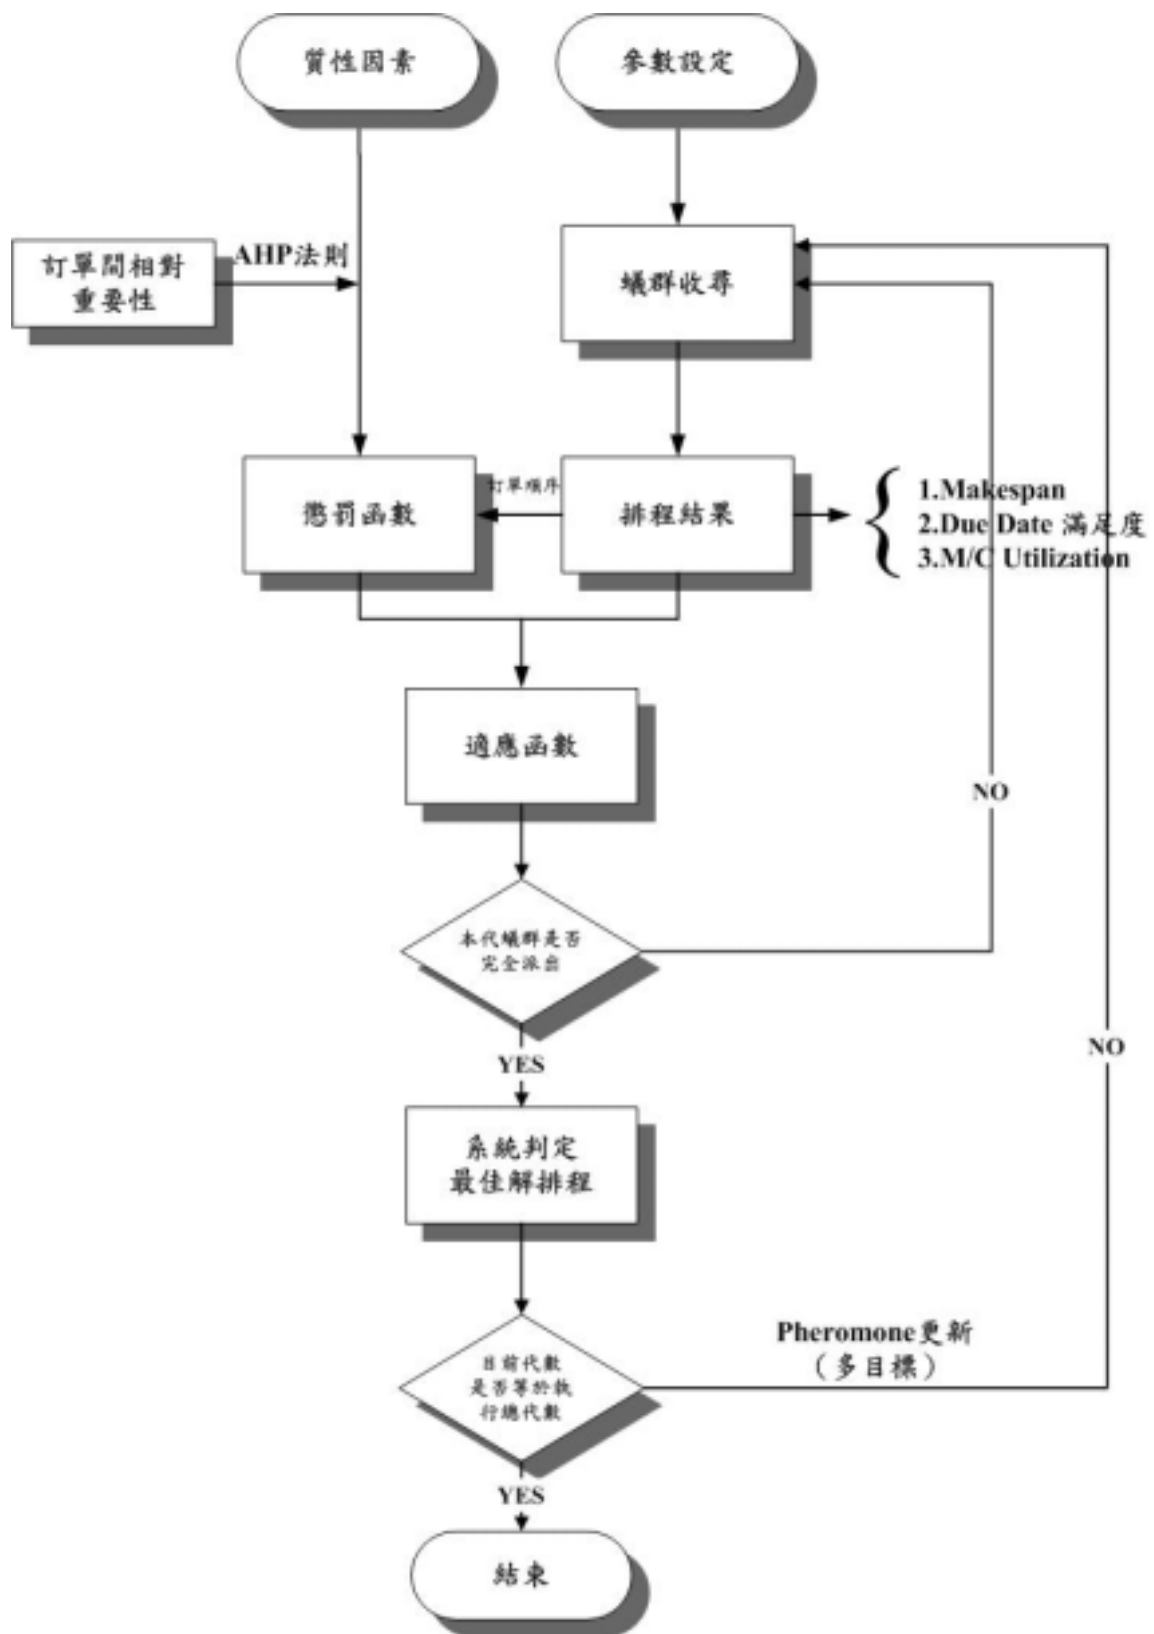 質性因素
參數設定
訂單間相對
重要性
AHP法則
蟻群收尋
懲罰函數
訂單順序
排程結果
1.Makespan
2.Due Date 滿足度
3.M/C Utilization
適應函數
NO
本代蟻群是否
完全派出
YES
NO
系統判定
最佳解排程
Pheromone更新
（多目標）
目前代數
是否等於執
行總代數
YES
結束